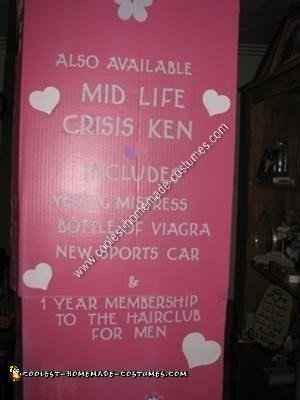 ALSO AVAILABLE
MID LIFE
CRISIS KEN
INCLUDES
YOUNG MISTRESS
BOTTLE OF VIAGRA
NEW SPORTS CAR
&
1 YEAR MEMBERSHIP
TO THE HAIRCLUB
FOR MEN
www.coolest-homemade-costumes.com
COOLEST-HOMEMADE-COSTUMES.COM